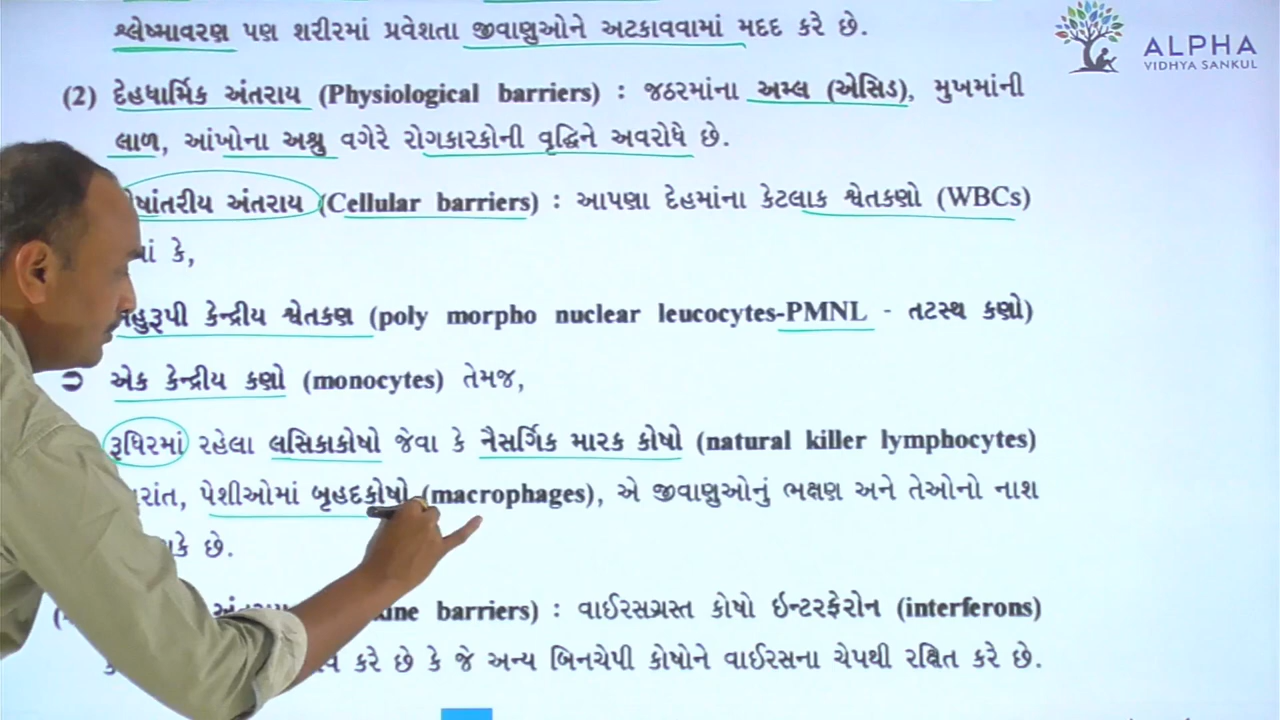 શ્લેષ્માવરણ પણ શરીરમાં પ્રવેશતા જીવાણુઓને અટકાવવામાં મદદ કરે છે.
ALPHA
VIDHYA SANKUL
(2) દેહધાર્મિક અંતરાય (Physiological barriers) : જઠરમાંના અમ્લ (એસિડ), મુખમાંની
લાળ, આંખોના અશ્રુ વગેરે રોગકારકોની વૃદ્ધિને અવરોધે છે.
અંતરાય (Cellular barriers) : આપણા દેહમાંના કેટલાક શ્વેતકણો (WBCs)
કે,
કેન્દ્રીય શ્વેતકણ (poly morpho nuclear leucocytes-PMNL - તટસ્થ કણો)
➲ એક કેન્દ્રીય કણો (monocytes) તેમજ,
રૂધિરમાં રહેલા લસિકાકોષો જેવા કે નૈસર્ગિક મારક કોષો (natural killer lymphocytes)
પેશીઓમાં બૃહદકોષો (macrophages), એ જીવાણુઓનું ભક્ષણ અને તેઓનો નાશ
છે.
barriers) : વાઈરસગ્રસ્ત કોષો ઇન્ટરફેરોન (interferons)
કરે છે કે જે અન્ય બિનચેપી કોષોને વાઈરસના ચેપથી રક્ષિત કરે છે.